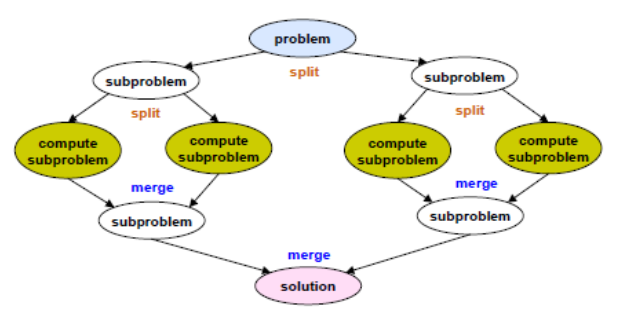 problem
split
subproblem
subproblem
split
split
compute
subproblem
compute
subproblem
compute
subproblem
compute
subproblem
merge
merge
subproblem
subproblem
merge
solution